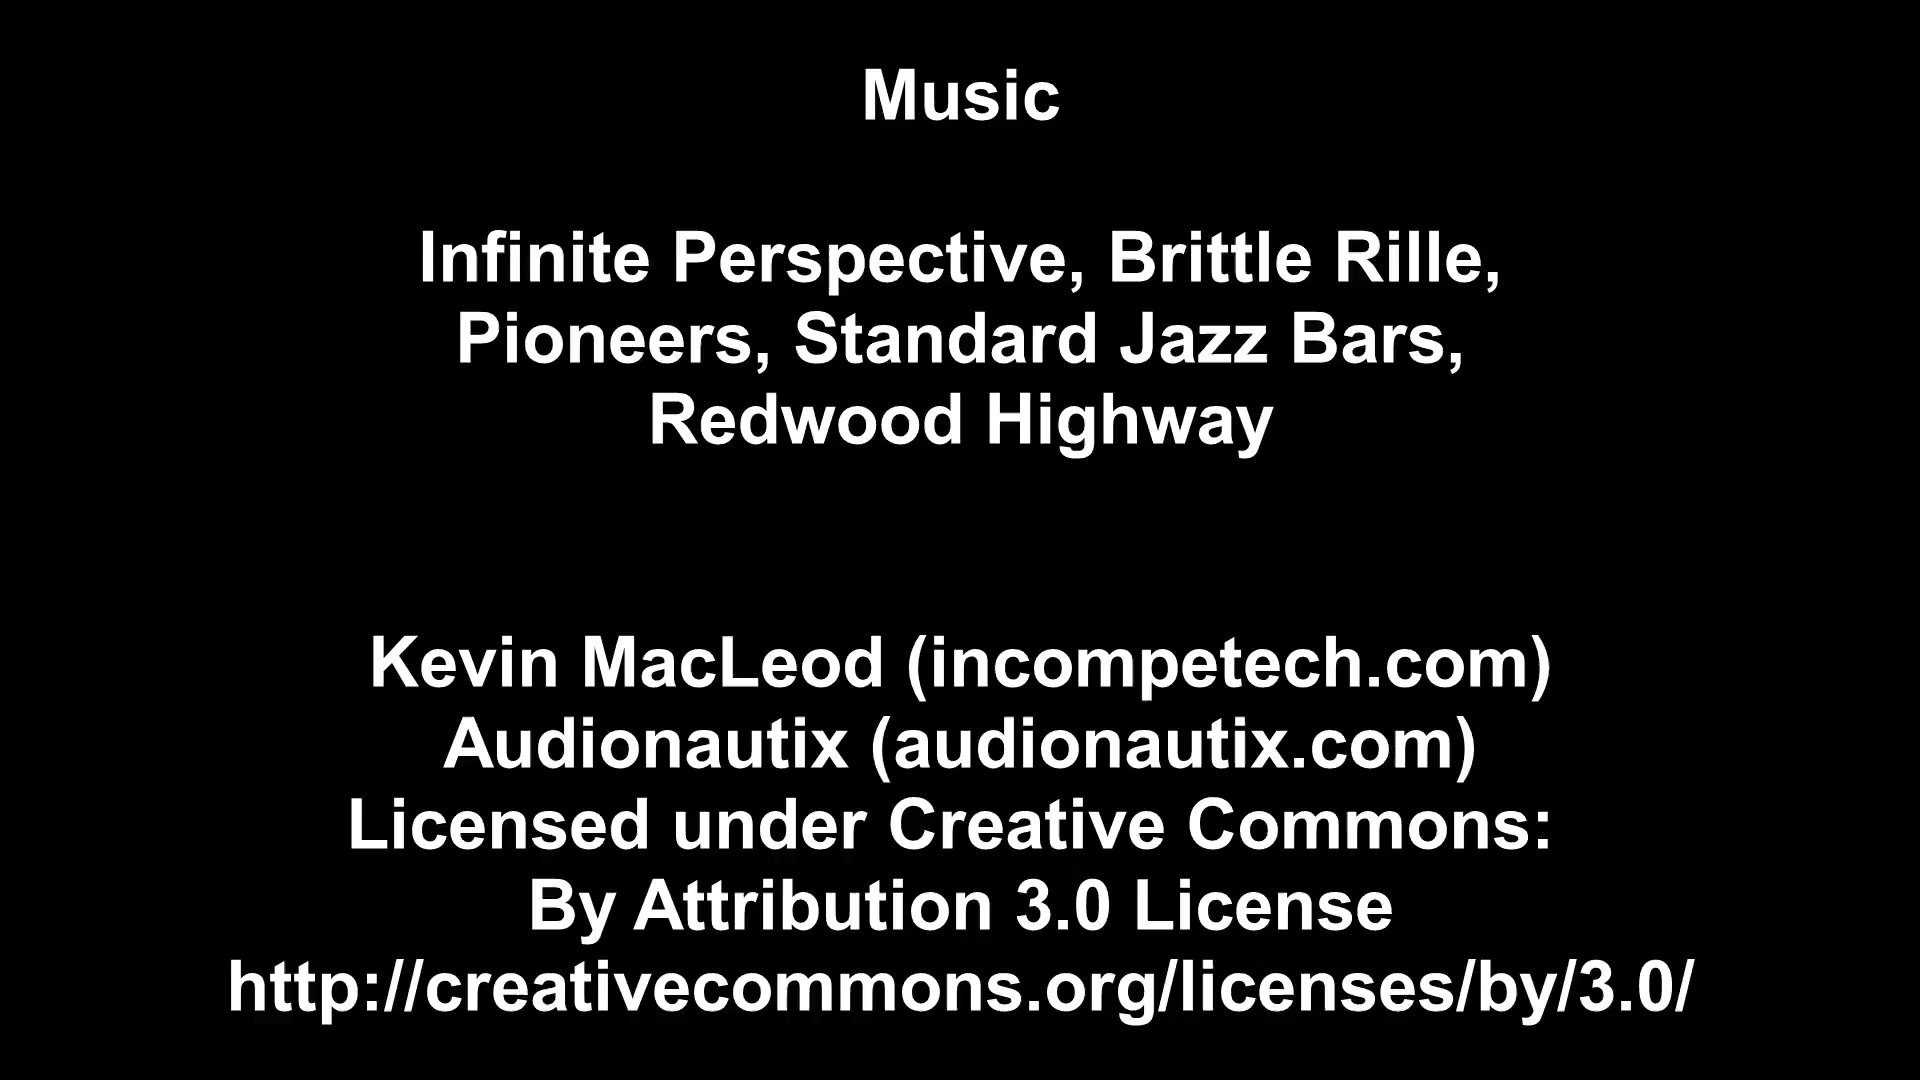 Music
Infinite Perspective, Brittle Rille,
Pioneers, Standard Jazz Bars,
Redwood Highway
Kevin MacLeod (incompetech.com)
Audionautix (audionautix.com)
Licensed under Creative Commons:
By Attribution 3.0 License
http://creativecommons.org/licenses/by/3.0/